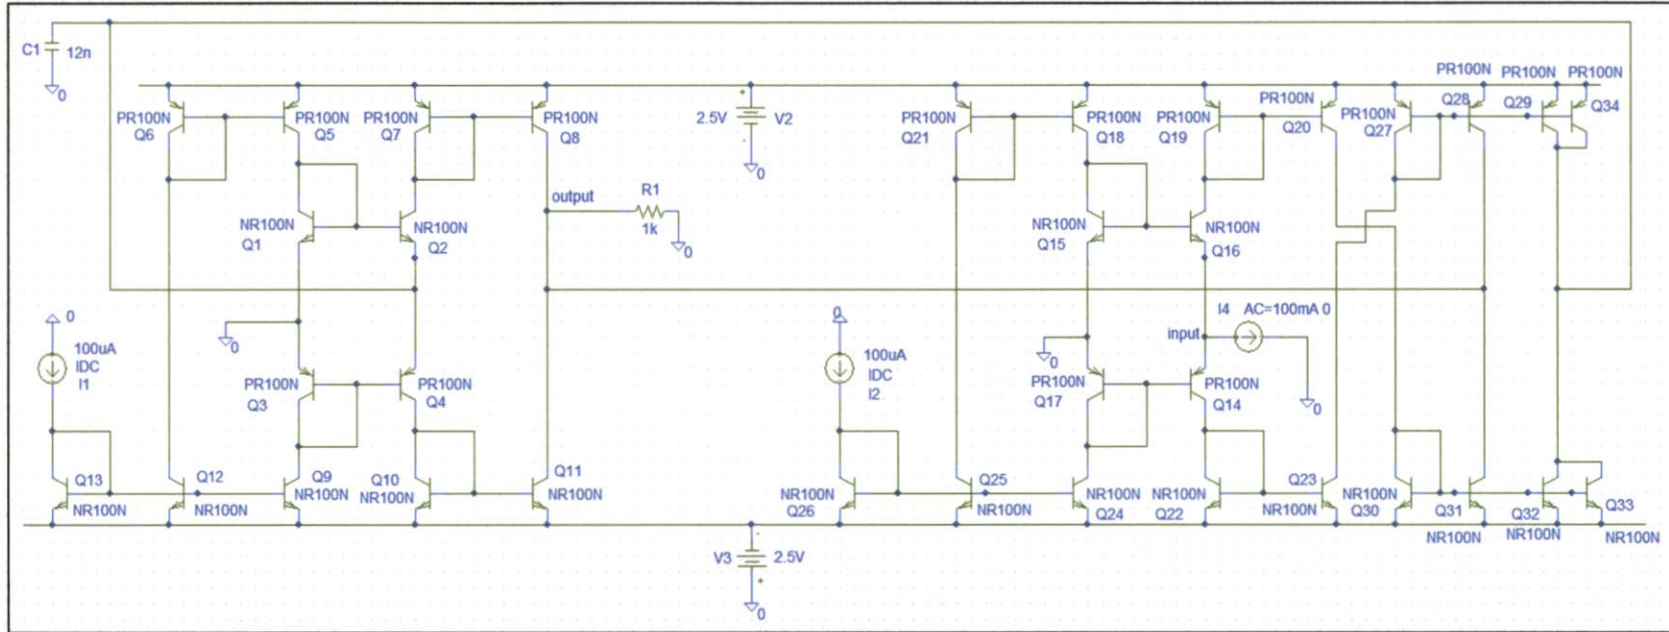 C1
12n
0
PR100N
Q6
PR100N
Q5
PR100N
Q7
PR100N
Q8
2.5V
V2
0
PR100N
Q21
PR100N
Q18
PR100N
Q19
PR100N
Q20
PR100N
Q27
PR100N
Q28
PR100N
Q29
PR100N
Q34
output
R1
1k
0
NR100N
Q1
NR100N
Q2
NR100N
Q15
NR100N
Q16
0
100uA
IDC
I1
0
PR100N
Q3
PR100N
Q4
0
100uA
IDC
I2
0
input
I4
AC=100mA 0
0
PR100N
Q17
PR100N
Q14
Q13
NR100N
Q12
NR100N
Q9
NR100N
Q10
NR100N
Q11
NR100N
NR100N
Q26
Q25
NR100N
NR100N
Q24
NR100N
Q22
Q23
NR100N
NR100N
Q30
Q31
NR100N
Q32
NR100N
Q33
NR100N
V3
2.5V
0